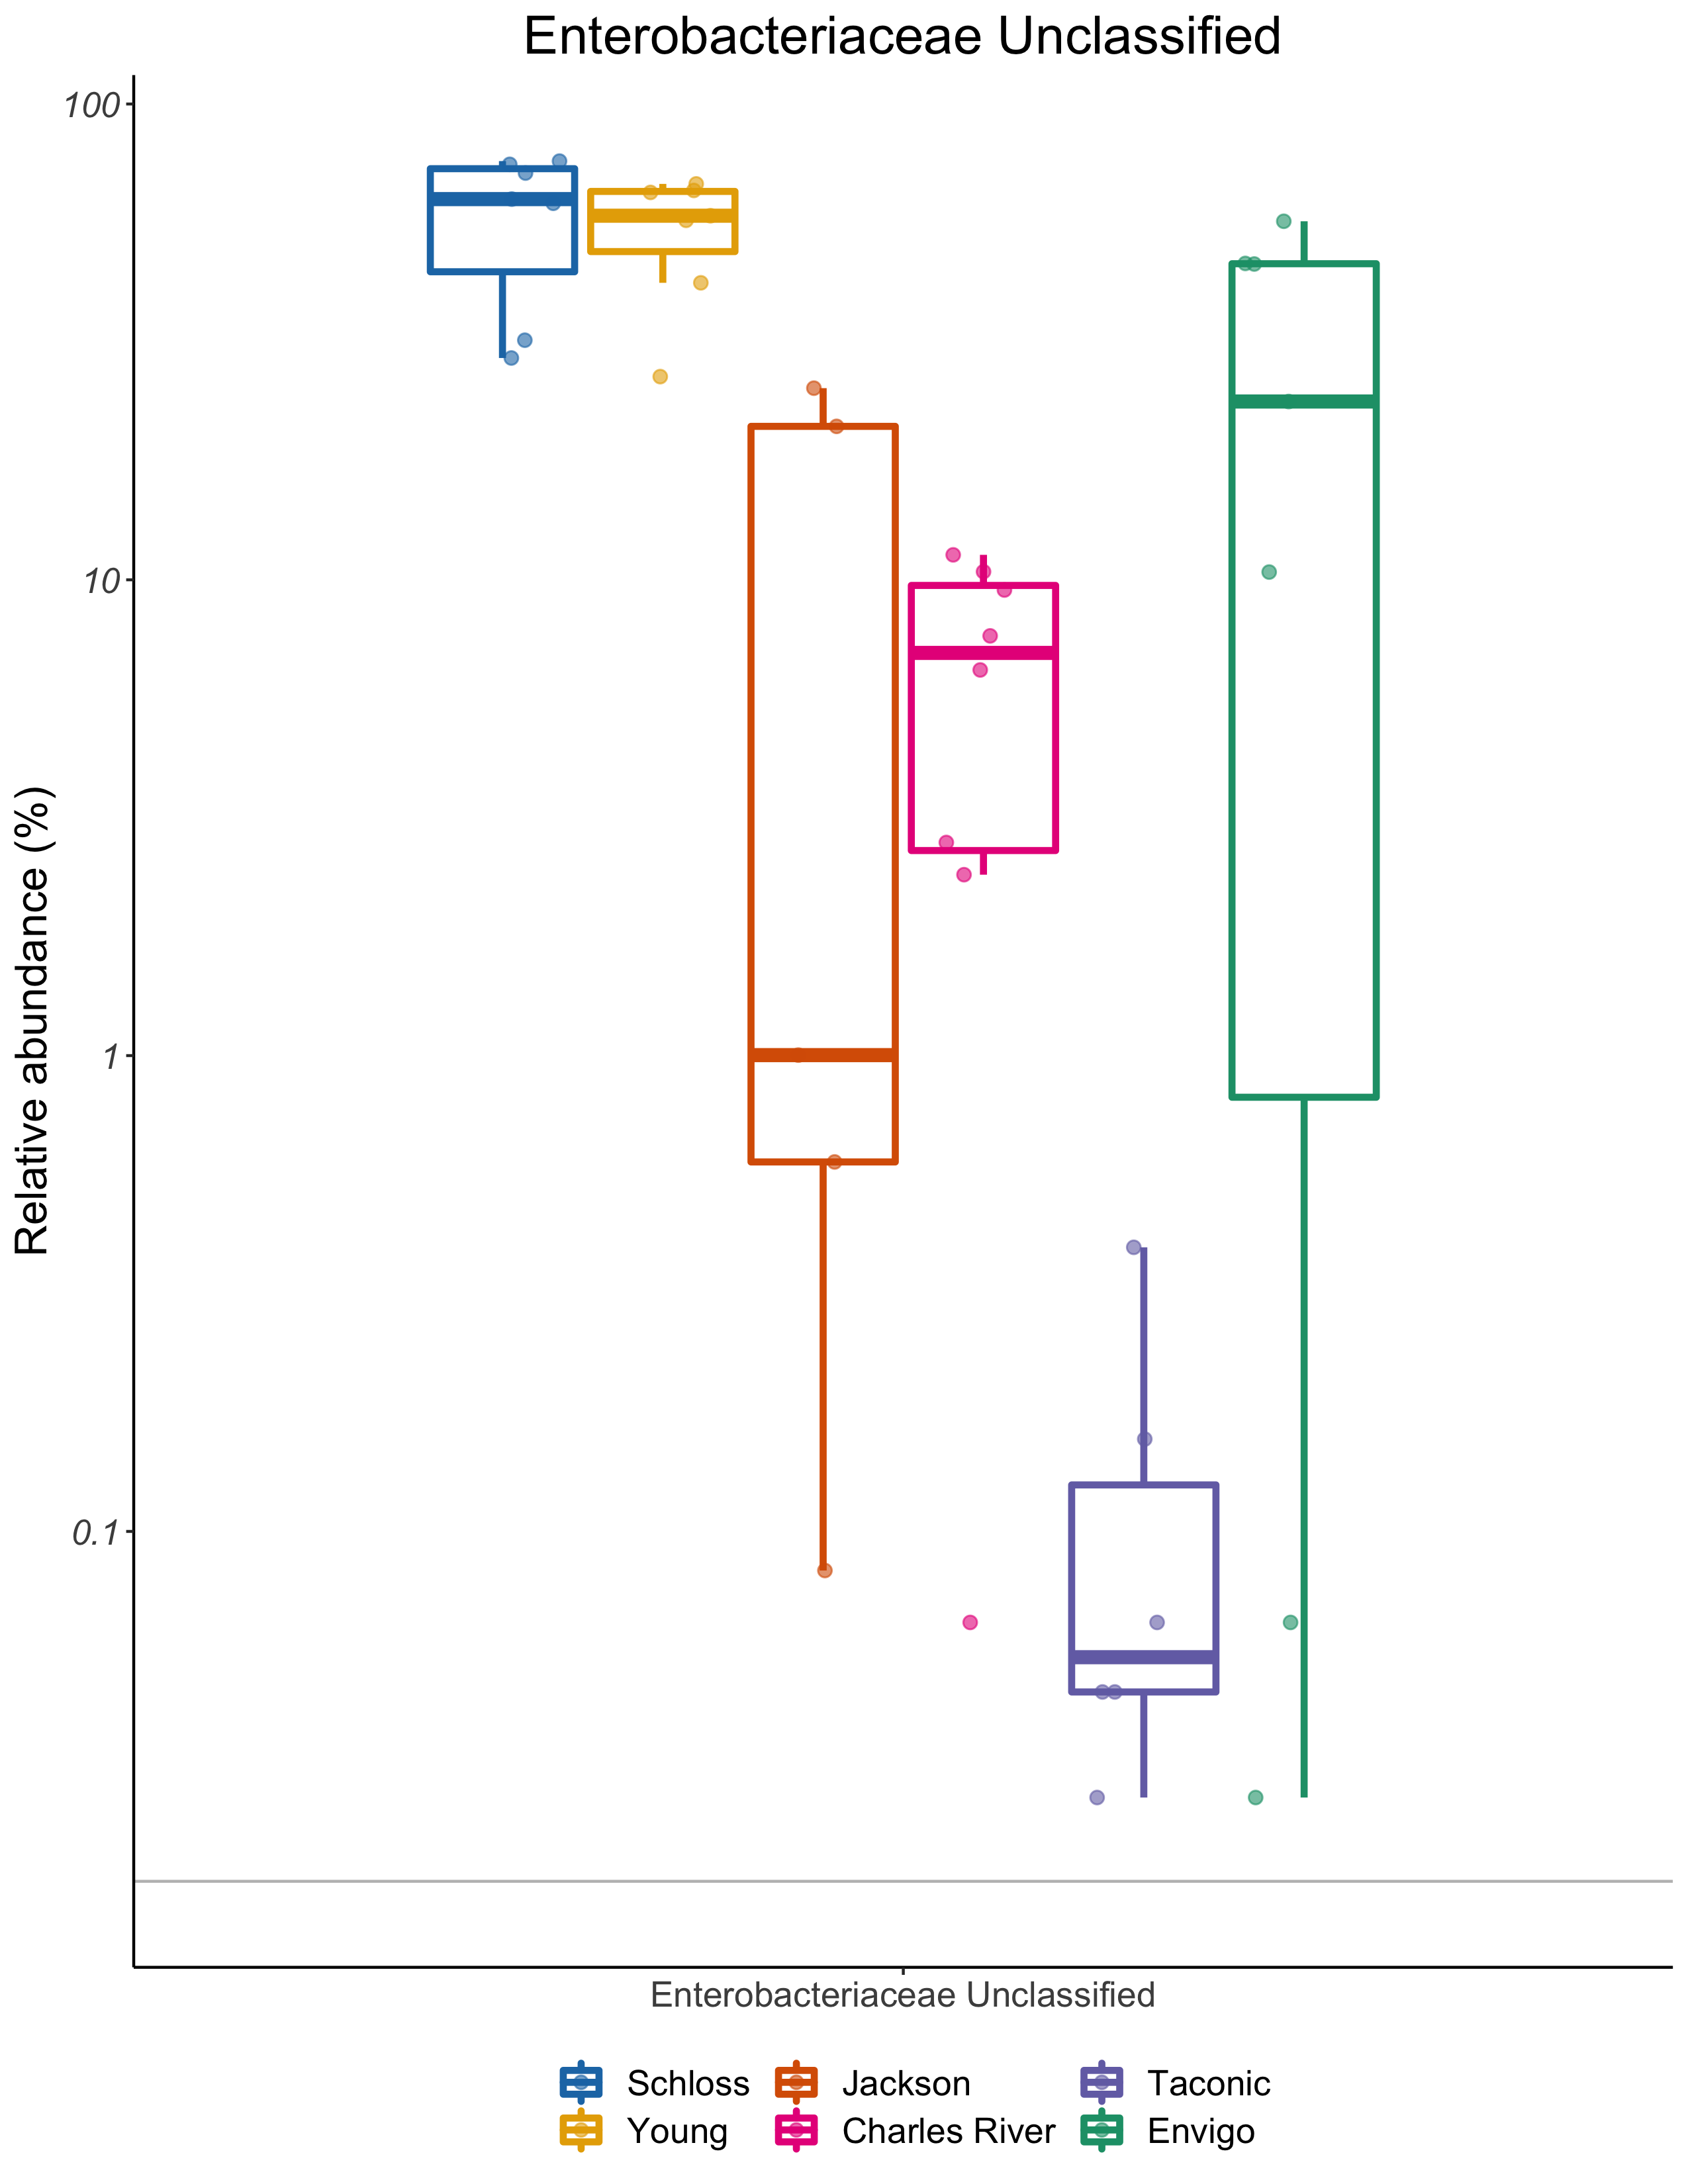 Enterobacteriaceae Unclassified
100
10
1
0.1
Relative abundance (%)
Enterobacteriaceae Unclassified
Schloss
Jackson
Taconic
Young
Charles River
Envigo